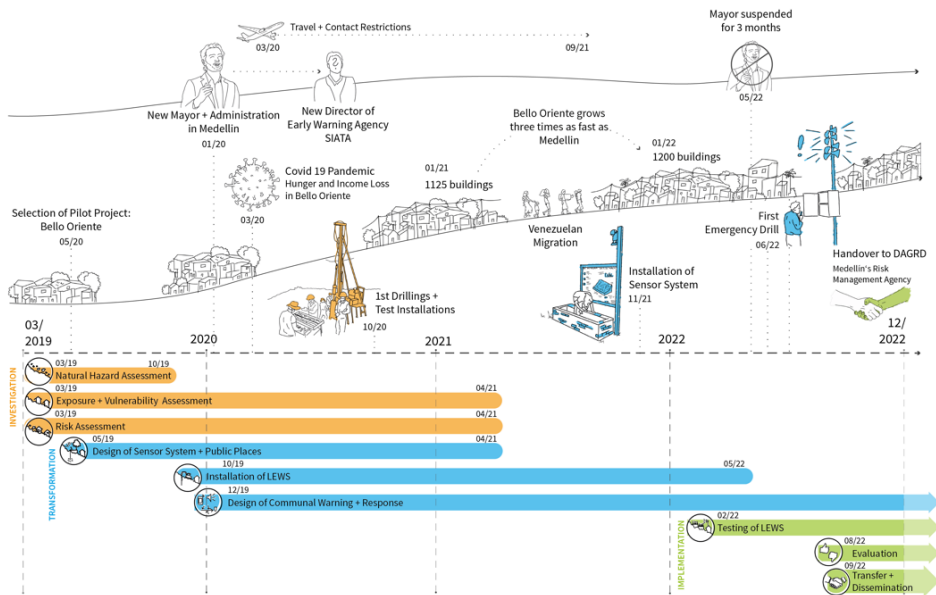 Travel + Contact Restrictions
03/20
09/21
Mayor suspended
for 3 months
05/22
New Mayor + Administration
in Medellin
01/20
New Director of
Early Warning Agency
SIATA
Bello Oriente grows
three times as fast as
Medellin
01/21
1125 buildings
01/22
1200 buildings
Covid 19 Pandemic
Hunger and Income Loss
in Bello Oriente
03/20
Selection of Pilot Project:
Bello Oriente
05/20
Venezuelan
Migration
First
Emergency Drill
06/22
Handover to DAGRD
Medellin's Risk
Management Agency
1st Drillings +
Test Installations
10/20
Installation of
Sensor System
11/21
03/
2019
2020
2021
2022
12/
2022
INVESTIGATION
03/19
10/19
Natural Hazard Assessment
03/19
04/21
Exposure + Vulnerability Assessment
03/19
04/21
Risk Assessment
TRANSFORMATION
05/19
04/21
Design of Sensor System + Public Places
10/19
05/22
Installation of LEWS
12/19
Design of Communal Warning + Response
IMPLEMENTATION
02/22
Testing of LEWS
08/22
Evaluation
09/22
Transfer +
Dissemination